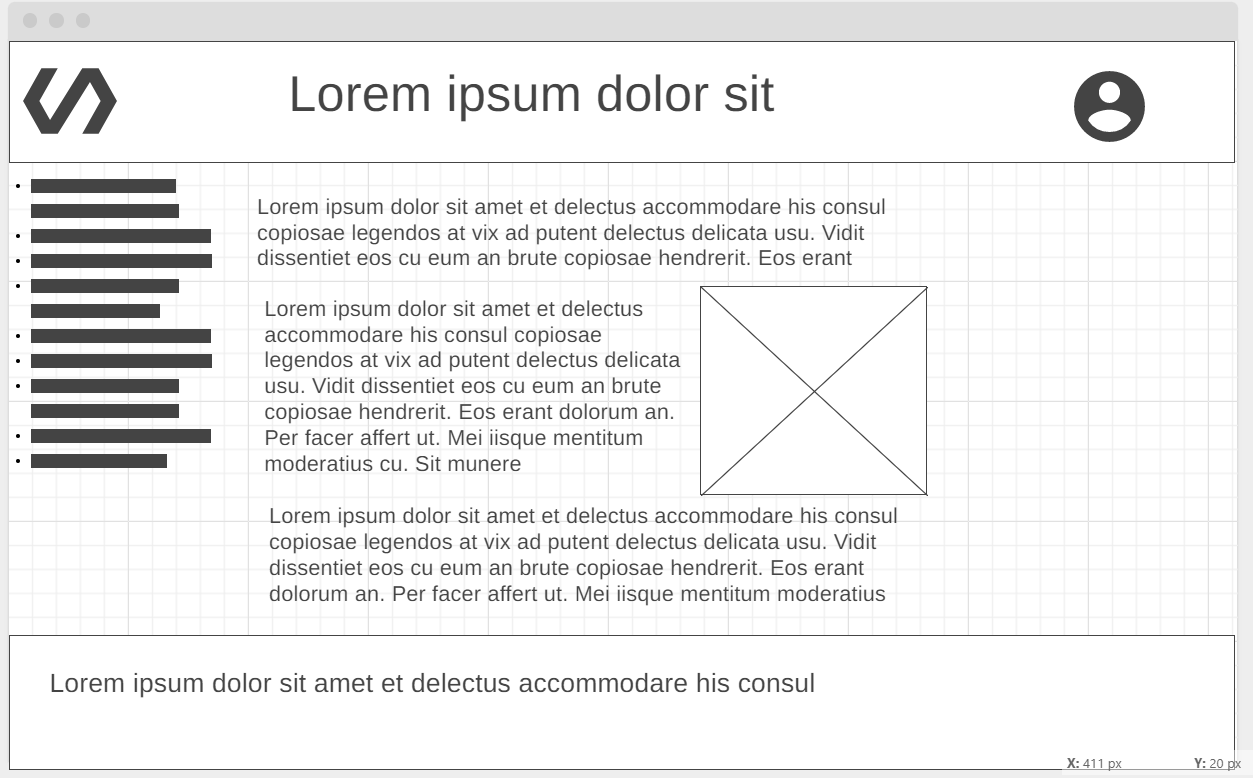 Lorem ipsum dolor sit
Lorem ipsum dolor sit amet et delectus accommodare his consul
copiosae legendos at vix ad putent delectus delicata usu. Vidit
dissentiet eos cu eum an brute copiosae hendrerit. Eos erant
Lorem ipsum dolor sit amet et delectus
accommodare his consul copiosae
legendos at vix ad putent delectus delicata
usu. Vidit dissentiet eos cu eum an brute
copiosae hendrerit. Eos erant dolorum an.
Per facer affert ut. Mei iisque mentitum
moderatius cu. Sit munere
Lorem ipsum dolor sit amet et delectus accommodare his consul
copiosae legendos at vix ad putent delectus delicata usu. Vidit
dissentiet eos cu eum an brute copiosae hendrerit. Eos erant
dolorum an. Per facer affert ut. Mei iisque mentitum moderatius
Lorem ipsum dolor sit amet et delectus accommodare his consul
X: 411 px Y: 20 px